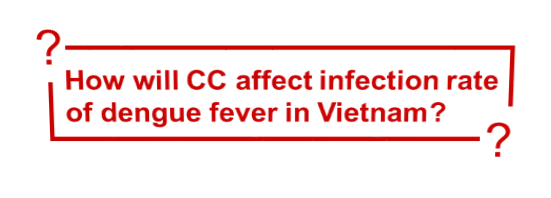 ?
How will CC affect infection rate
of dengue fever in Vietnam?
?